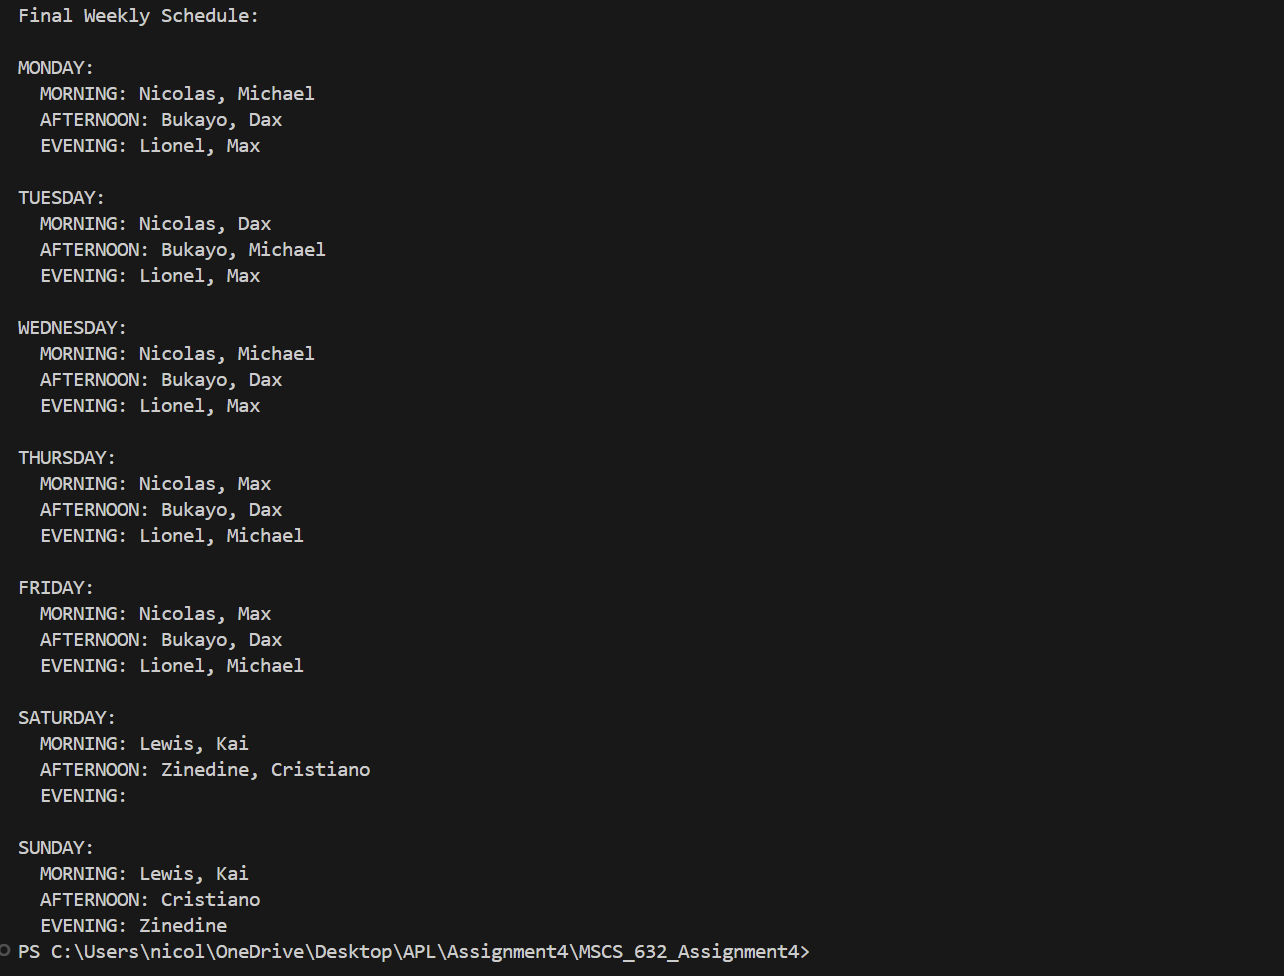 Final Weekly Schedule:
MONDAY:
MORNING: Nicolas, Michael
AFTERNOON: Bukayo, Dax
EVENING: Lionel, Max
TUESDAY:
MORNING: Nicolas, Dax
AFTERNOON: Bukayo, Michael
EVENING: Lionel, Max
WEDNESDAY:
MORNING: Nicolas, Michael
AFTERNOON: Bukayo, Dax
EVENING: Lionel, Max
THURSDAY:
MORNING: Nicolas, Max
AFTERNOON: Bukayo, Dax
EVENING: Lionel, Michael
FRIDAY:
MORNING: Nicolas, Max
AFTERNOON: Bukayo, Dax
EVENING: Lionel, Michael
SATURDAY:
MORNING: Lewis, Kai
AFTERNOON: Zinedine, Cristiano
EVENING:
SUNDAY:
MORNING: Lewis, Kai
AFTERNOON: Cristiano
EVENING: Zinedine
PS C:\Users\nicol\OneDrive\Desktop\APL\Assignment4\MSCS_632_Assignment4>